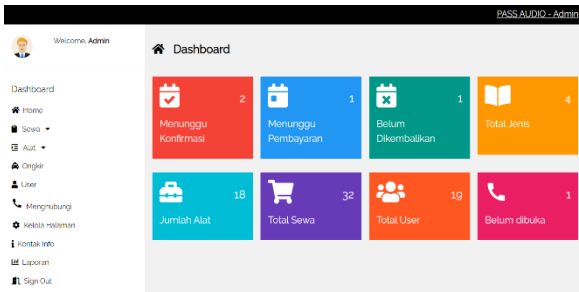 PASS AUDIO - Admin
Welcome, Admin
Dashboard
Home
Sewa
Alat
Ongkir
User
Menghubungi
Kelola Halaman
Kontak Info
Laporan
Sign Out
Dashboard
2
Menunggu
Konfirmasi
1
Menunggu
Pembayaran
1
Belum
Dikembalikan
4
Total Jenis
18
Jumlah Alat
32
Total Sewa
19
Total User
1
Belum dibuka